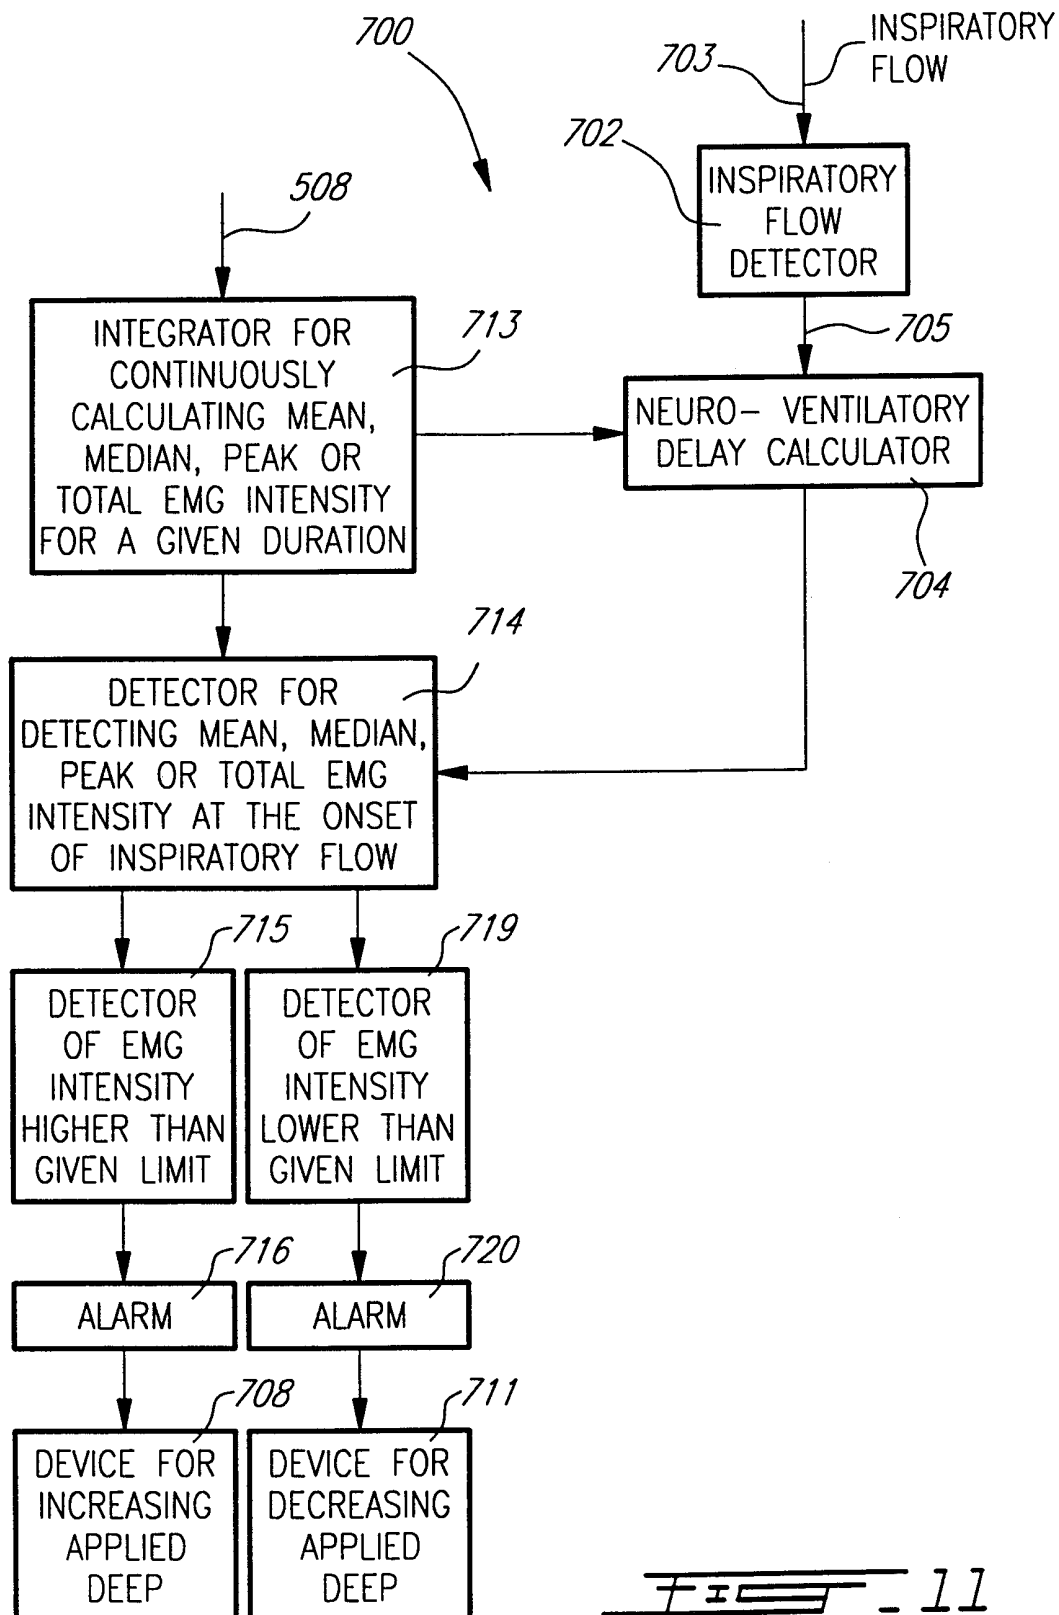 700
703
INSPIRATORY
FLOW
702
INSPIRATORY
FLOW
DETECTOR
508
705
INTEGRATOR FOR
CONTINUOUSLY
CALCULATING MEAN,
MEDIAN, PEAK OR
TOTAL EMG INTENSITY
FOR A GIVEN DURATION
713
NEURO- VENTILATORY
DELAY CALCULATOR
704
714
DETECTOR FOR
DETECTING MEAN, MEDIAN,
PEAK OR TOTAL EMG
INTENSITY AT THE ONSET
OF INSPIRATORY FLOW
715
DETECTOR
OF EMG
INTENSITY
HIGHER THAN
GIVEN LIMIT
719
DETECTOR
OF EMG
INTENSITY
LOWER THAN
GIVEN LIMIT
716
ALARM
720
ALARM
708
DEVICE FOR
INCREASING
APPLIED
DEEP
711
DEVICE FOR
DECREASING
APPLIED
DEEP
FIG_11